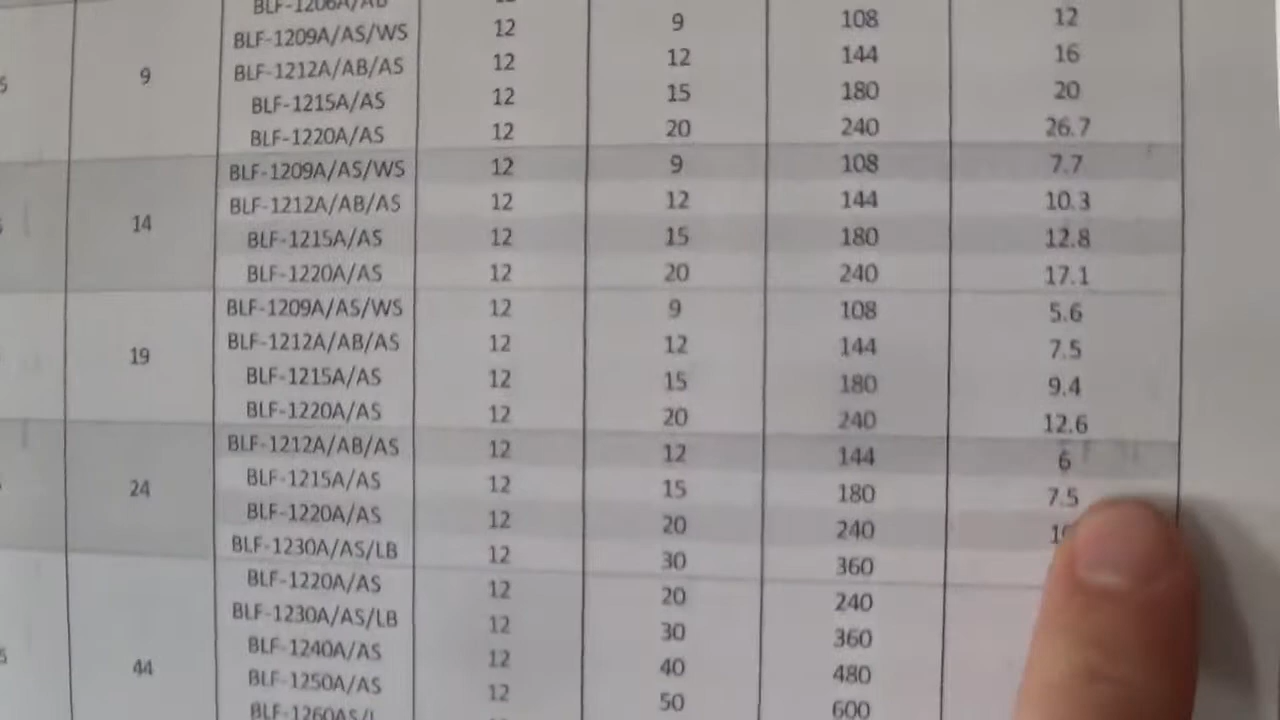 BLF-1206A/AB 12
BLF-1209A/AS/WS 12 9 108 12
9 BLF-1212A/AB/AS 12 12 144 16
BLF-1215A/AS 12 15 180 20
BLF-1220A/AS 12 20 240 26.7
BLF-1209A/AS/WS 12 9 108 7.7
14 BLF-1212A/AB/AS 12 12 144 10.3
BLF-1215A/AS 12 15 180 12.8
BLF-1220A/AS 12 20 240 17.1
BLF-1209A/AS/WS 12 9 108 5.6
19 BLF-1212A/AB/AS 12 12 144 7.5
BLF-1215A/AS 12 15 180 9.4
BLF-1220A/AS 12 20 240 12.6
BLF-1212A/AB/AS 12 12 144 6
24 BLF-1215A/AS 12 15 180 7.5
BLF-1220A/AS 12 20 240
BLF-1230A/AS/LB 12 30 360
BLF-1220A/AS 12 20 240
BLF-1230A/AS/LB 12 30 360
44 BLF-1240A/AS 12 40 480
BLF-1250A/AS 12 50 600